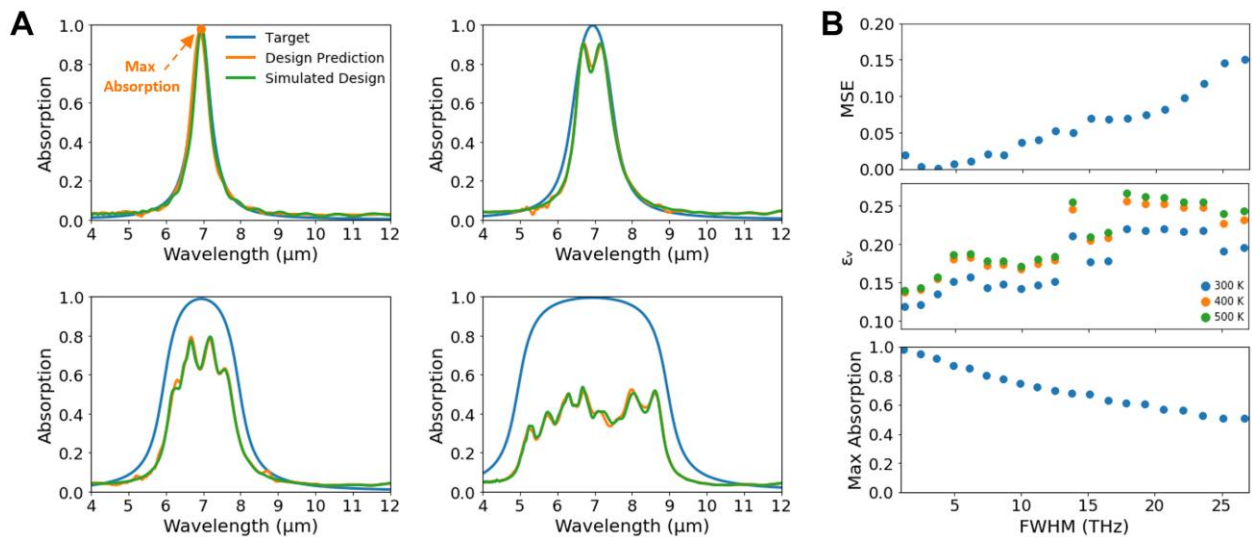 A
1.0
0.8
0.6
0.4
0.2
0.0
Absorption
Max
Absorption
Target
Design Prediction
Simulated Design
4 5 6 7 8 9 10 11 12
Wavelength (μm)
1.0
0.8
0.6
0.4
0.2
0.0
Absorption
4 5 6 7 8 9 10 11 12
Wavelength (μm)
1.0
0.8
0.6
0.4
0.2
0.0
Absorption
4 5 6 7 8 9 10 11 12
Wavelength (μm)
1.0
0.8
0.6
0.4
0.2
0.0
Absorption
4 5 6 7 8 9 10 11 12
Wavelength (μm)
B
0.20
0.15
0.10
0.05
0.00
MSE
0.25
0.20
0.15
0.10
εᵥ
300 K
400 K
500 K
1.0
0.8
0.6
0.4
0.2
0.0
Max Absorption
5 10 15 20 25
FWHM (THz)